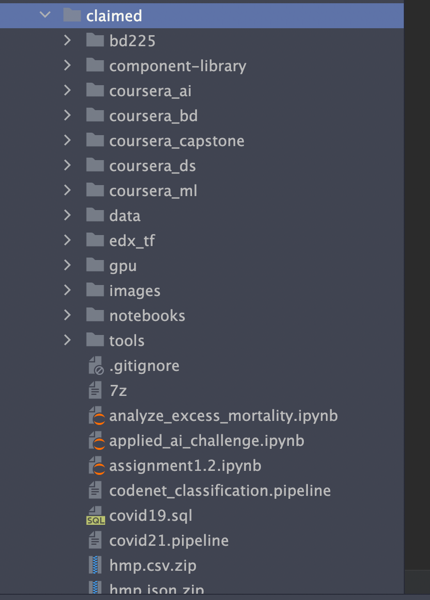 claimed
bd225
component-library
coursera_ai
coursera_bd
coursera_capstone
coursera_ds
coursera_ml
data
edx_tf
gpu
images
notebooks
tools
.gitignore
7z
analyze_excess_mortality.ipynb
applied_ai_challenge.ipynb
assignment1.2.ipynb
codenet_classification.pipeline
SQL covid19.sql
covid21.pipeline
hmp.csv.zip
hmp.json.zip